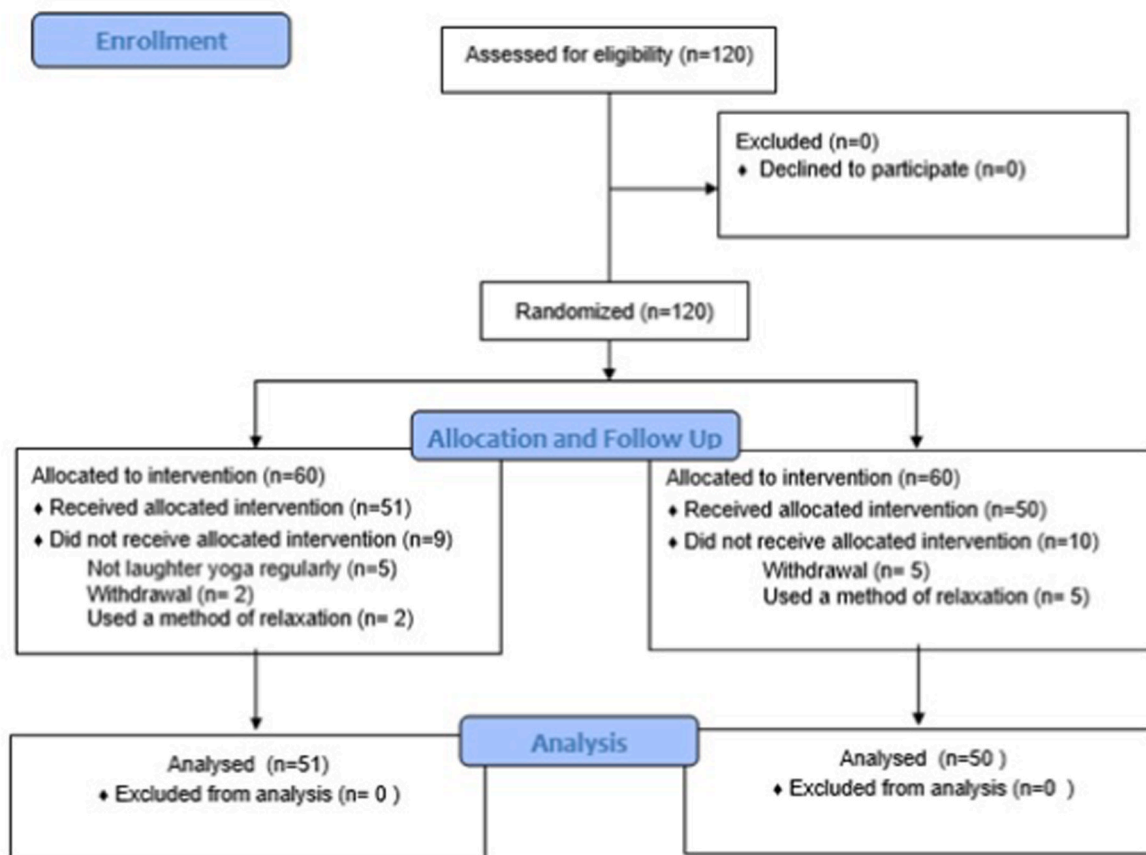 Enrollment
Assessed for eligibility (n=120)
Excluded (n=0)
♦ Declined to participate (n=0)
Randomized (n=120)
Allocation and Follow Up
Allocated to intervention (n=60)
♦ Received allocated intervention (n=51)
♦ Did not receive allocated intervention (n=9)
Not laughter yoga regularly (n=5)
Withdrawal (n= 2)
Used a method of relaxation (n= 2)
Allocated to intervention (n=60)
♦ Received allocated intervention (n=50)
♦ Did not receive allocated intervention (n=10)
Withdrawal (n= 5)
Used a method of relaxation (n= 5)
Analysis
Analysed (n=51)
♦ Excluded from analysis (n= 0 )
Analysed (n=50 )
♦ Excluded from analysis (n=0 )